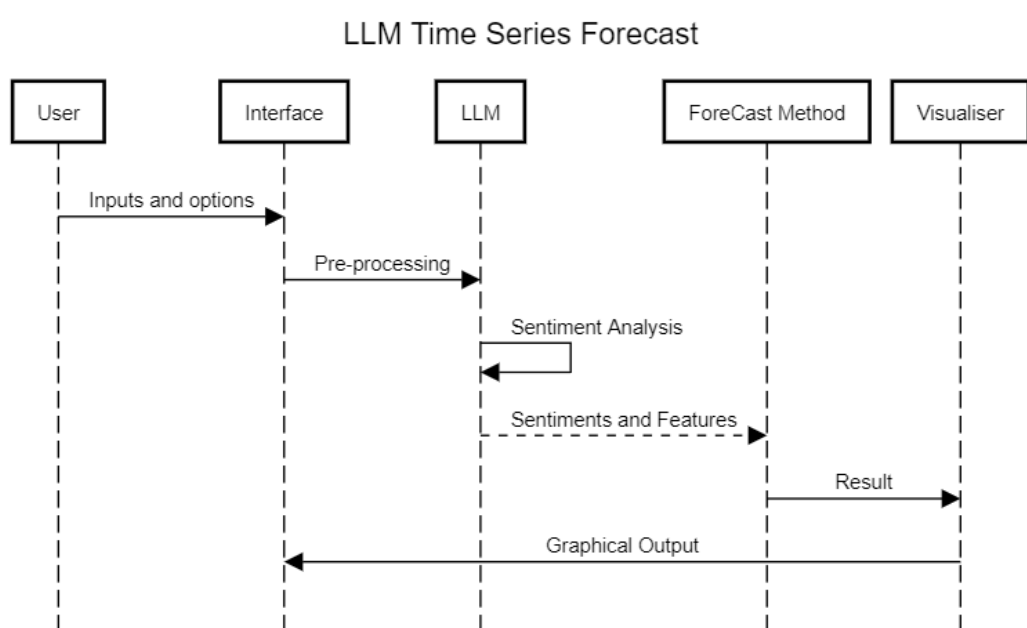 LLM Time Series Forecast
User
Interface
LLM
ForeCast Method
Visualiser
Inputs and options
Pre-processing
Sentiment Analysis
Sentiments and Features
Result
Graphical Output